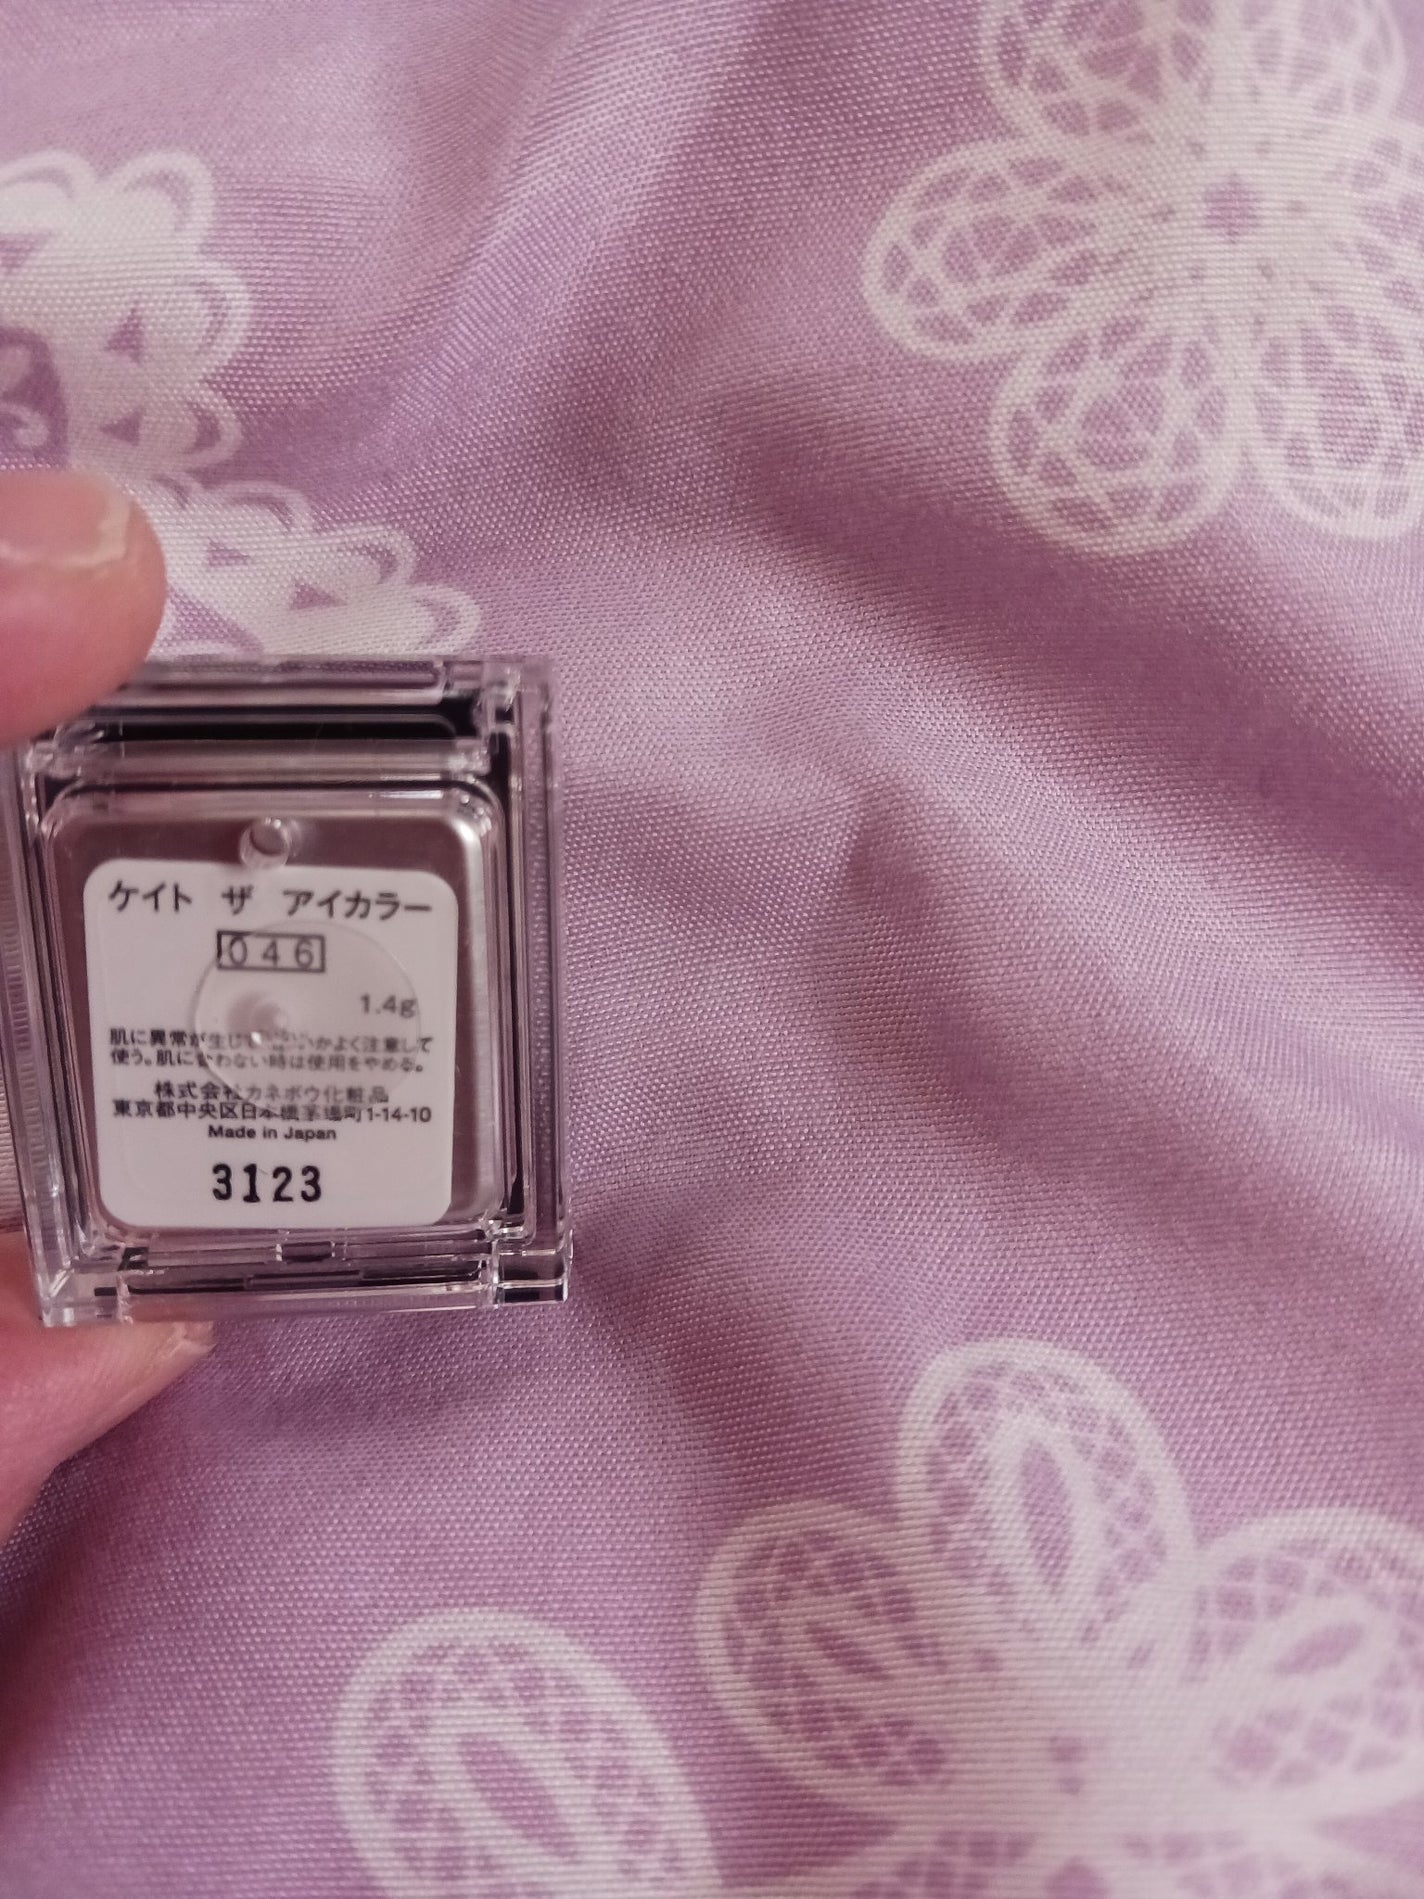 ケイト ザ アイカラー
046
1.4g
肌に異常が生じていないかよく注意して
使う。肌に合わない時は使用をやめる。
株式会社カネボウ化粧品
東京都中央区日本橋茅場町1-14-10
Made in Japan
3123